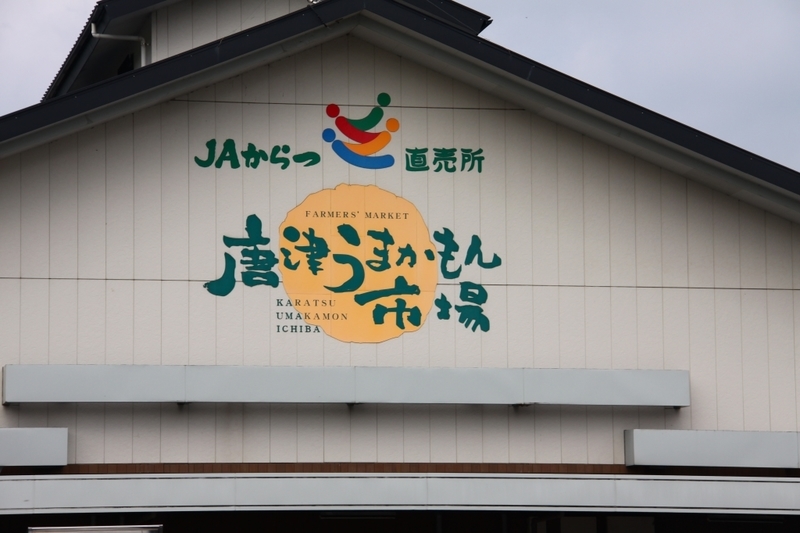 JAからつ 直売所
FARMERS' MARKET
唐津うまかもん
市場
KARATSU
UMAKAMON
ICHIBA